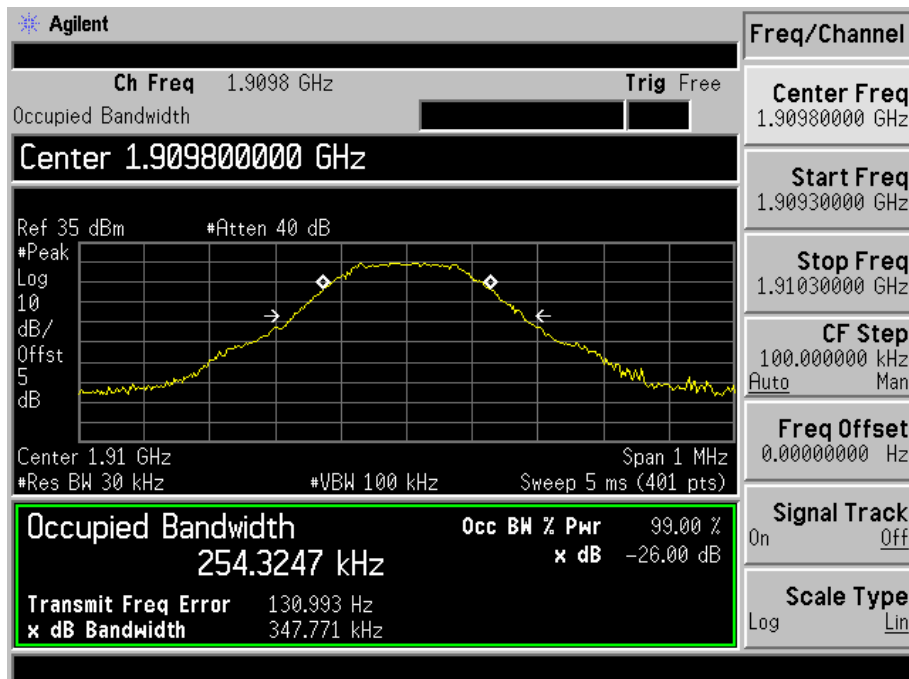 Agilent
Freq/Channel
Ch Freq 1.9098 GHz Trig Free
Occupied Bandwidth
Center 1.909800000 GHz
Ref 35 dBm #Atten 40 dB
#Peak
Log
10
dB/
Offst
5
dB
Center 1.91 GHz Span 1 MHz
#Res BW 30 kHz #VBW 100 kHz Sweep 5 ms (401 pts)
Occupied Bandwidth
254.3247 kHz
Occ BW % Pwr 99.00 %
x dB -26.00 dB
Transmit Freq Error 130.993 Hz
x dB Bandwidth 347.771 kHz
Center Freq
1.90980000 GHz
Start Freq
1.90930000 GHz
Stop Freq
1.91030000 GHz
CF Step
100.000000 kHz
Auto Man
Freq Offset
0.00000000 Hz
Signal Track
On Off
Scale Type
Log Lin